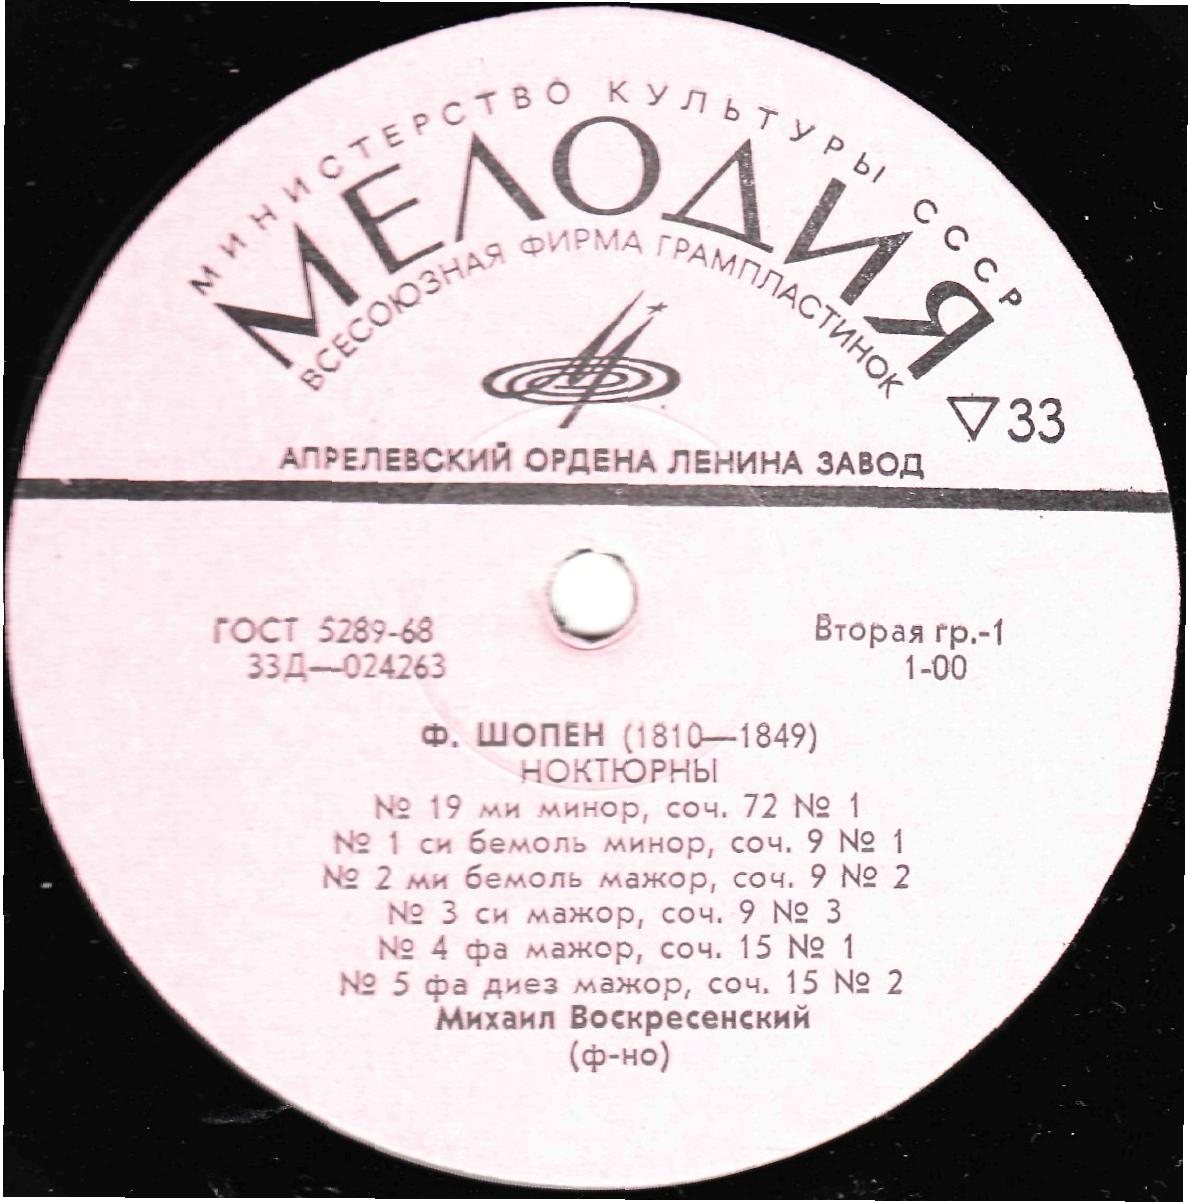 МИНИСТЕРСТВО КУЛЬТУРЫ СССР
МЕЛОДИЯ
ВСЕСОЮЗНАЯ ФИРМА ГРАМПЛАСТИНОК
33
АПРЕЛЕВСКИЙ ОРДЕНА ЛЕНИНА ЗАВОД
ГОСТ 5289-68
Вторая гр.-1
33Д—024263
1-00
Ф. ШОПЕН (1810—1849)
НОКТЮРНЫ
№ 19 ми минор, соч. 72 № 1
№ 1 си бемоль минор, соч. 9 № 1
№ 2 ми бемоль мажор, соч. 9 № 2
№ 3 си мажор, соч. 9 № 3
№ 4 фа мажор, соч. 15 № 1
№ 5 фа диез мажор, соч. 15 № 2
Михаил Воскресенский
(ф-но)